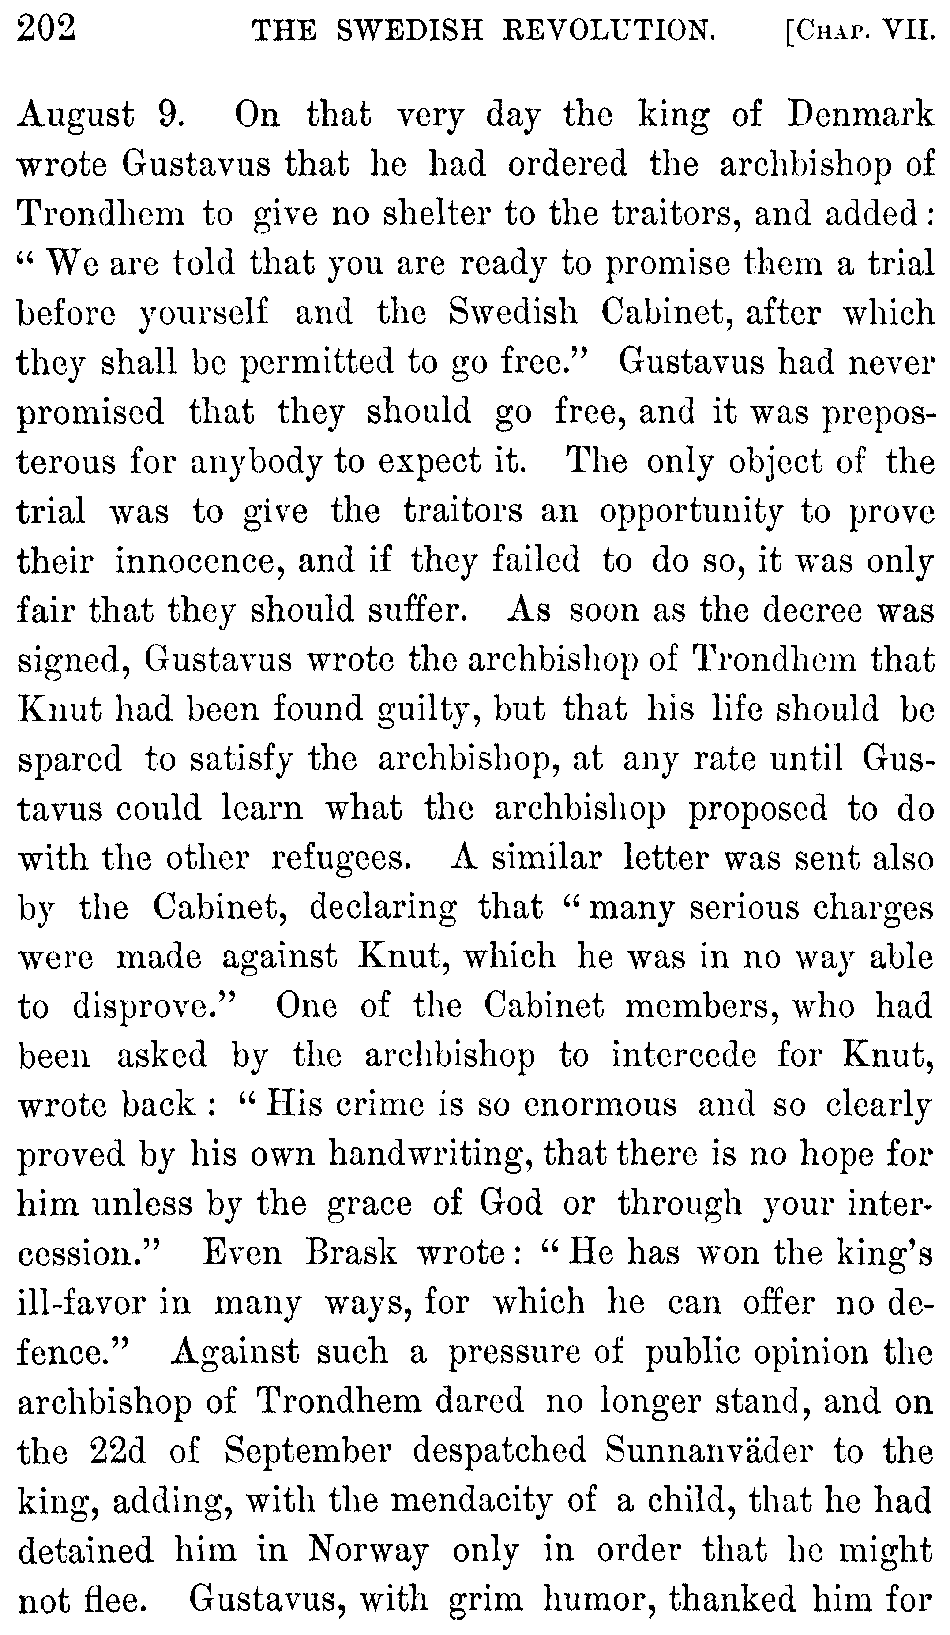 202 THE SWEDISH REVOLUTION. [CHAP. VII.
August 9. On that very day the king of Denmark
wrote Gustavus that he had ordered the archbishop of
Trondhem to give no shelter to the traitors, and added:
“ We are told that you are ready to promise them a trial
before yourself and the Swedish Cabinet, after which
they shall be permitted to go free.” Gustavus had never
promised that they should go free, and it was prepos-
terous for anybody to expect it. The only object of the
trial was to give the traitors an opportunity to prove
their innocence, and if they failed to do so, it was only
fair that they should suffer. As soon as the decree was
signed, Gustavus wrote the archbishop of Trondhem that
Knut had been found guilty, but that his life should be
spared to satisfy the archbishop, at any rate until Gus-
tavus could learn what the archbishop proposed to do
with the other refugees. A similar letter was sent also
by the Cabinet, declaring that “ many serious charges
were made against Knut, which he was in no way able
to disprove.” One of the Cabinet members, who had
been asked by the archbishop to intercede for Knut,
wrote back : “ His crime is so enormous and so clearly
proved by his own handwriting, that there is no hope for
him unless by the grace of God or through your inter-
cession.” Even Brask wrote: “ He has won the king’s
ill-favor in many ways, for which he can offer no de-
fence.” Against such a pressure of public opinion the
archbishop of Trondhem dared no longer stand, and on
the 22d of September despatched Sunnanväder to the
king, adding, with the mendacity of a child, that he had
detained him in Norway only in order that he might
not flee. Gustavus, with grim humor, thanked him for